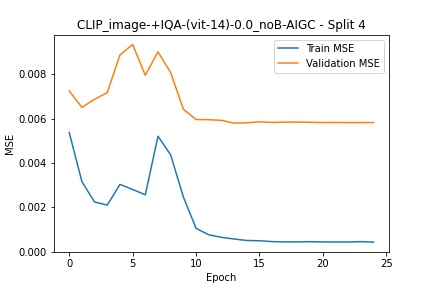 CLIP_image-+IQA-(vit-14)-0.0_noB-AIGC - Split 4
Train MSE
Validation MSE
0.008
0.006
0.004
0.002
0.000
MSE
0 5 10 15 20 25
Epoch